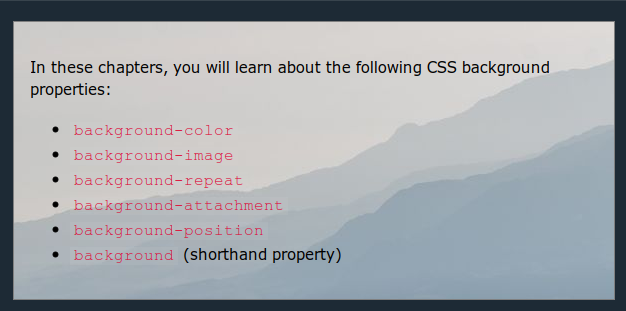 In these chapters, you will learn about the following CSS background
properties:
• background-color
• background-image
• background-repeat
• background-attachment
• background-position
• background (shorthand property)